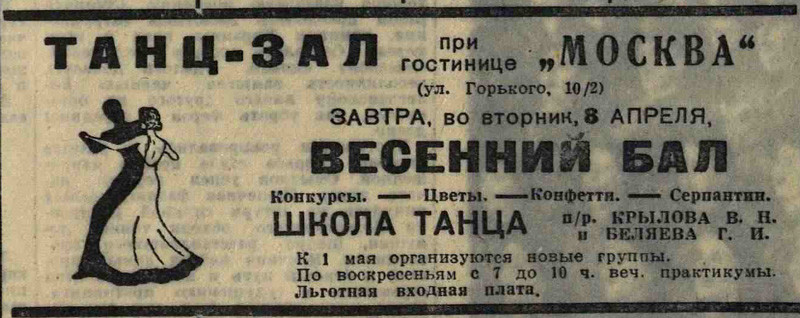 ТАНЦ-ЗАЛ при гостинице „МОСКВА“
(ул. Горького, 10/2)
ЗАВТРА, во вторник, 8 АПРЕЛЯ,
ВЕСЕННИЙ БАЛ
Конкурсы. — Цветы. — Конфетти. — Серпантин.
ШКОЛА ТАНЦА п/р. КРЫЛОВА В. Н. и БЕЛЯЕВА Г. И.
К 1 мая организуются новые группы.
По воскресеньям с 7 до 10 ч. веч. практикумы.
Льготная входная плата.